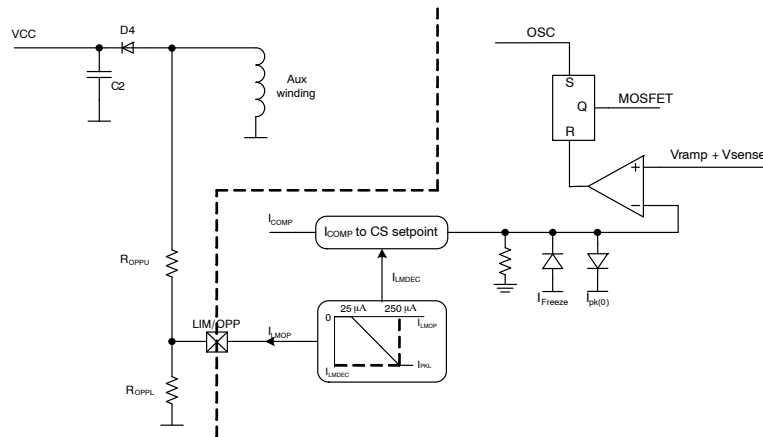 VCC
D4
C2
Aux
winding
OSC
S
Q
R
MOSFET
Vramp + Vsense
+
−
ICOMP
ICOMP to CS setpoint
ILMDEC
IFreeze
Ipk(0)
ROPPU
LIM/OPP
ILMOP
ROPPL
25 µA 250 µA
0
ILMOP
IPKL
ILMDEC